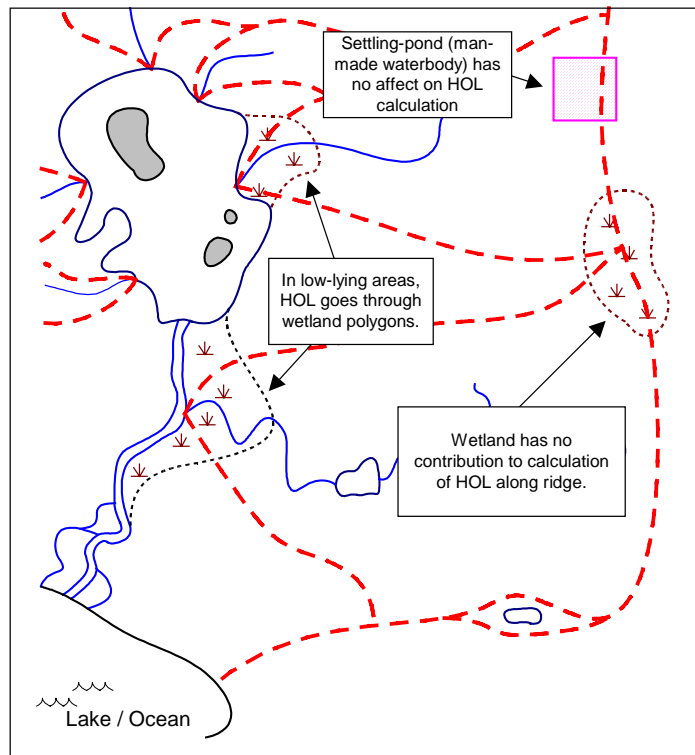 Settling-pond (man-
made waterbody) has
no affect on HOL
calculation
In low-lying areas,
HOL goes through
wetland polygons.
Wetland has no
contribution to calculation
of HOL along ridge.
Lake / Ocean